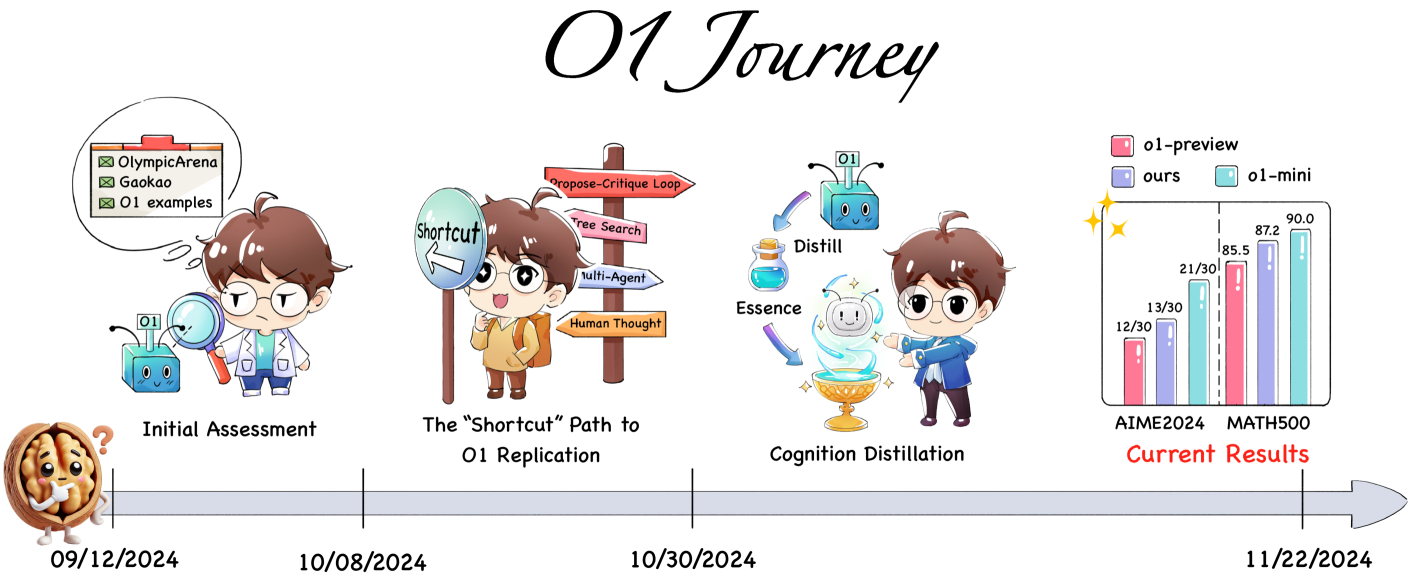 O1 Journey
OlympicArena
Gaokao
O1 examples
O1
Initial Assessment
Shortcut
Propose-Critique Loop
Tree Search
Multi-Agent
Human Thought
The “Shortcut” Path to
O1 Replication
O1
Distill
Essence
Cognition Distillation
o1-preview
ours
o1-mini
12/30
13/30
21/30
85.5
87.2
90.0
AIME2024
MATH500
Current Results
?
09/12/2024
10/08/2024
10/30/2024
11/22/2024